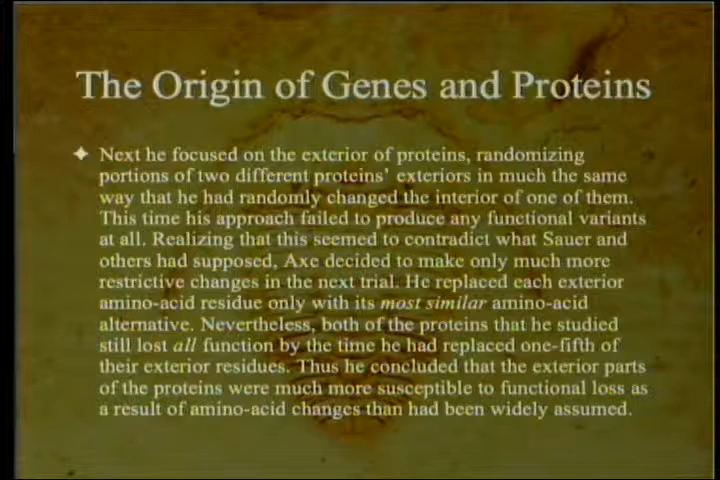 The Origin of Genes and Proteins
Next he focused on the exterior of proteins, randomizing
portions of two different proteins' exteriors in much the same
way that he had randomly changed the interior of one of them.
This time his approach failed to produce any functional variants
at all. Realizing that this seemed to contradict what Sauer and
others had supposed, Axe decided to make only much more
restrictive changes in the next trial. He replaced each exterior
amino-acid residue only with its most similar amino-acid
alternative. Nevertheless, both of the proteins that he studied
still lost all function by the time he had replaced one-fifth of
their exterior residues. Thus he concluded that the exterior parts
of the proteins were much more susceptible to functional loss as
a result of amino-acid changes than had been widely assumed.